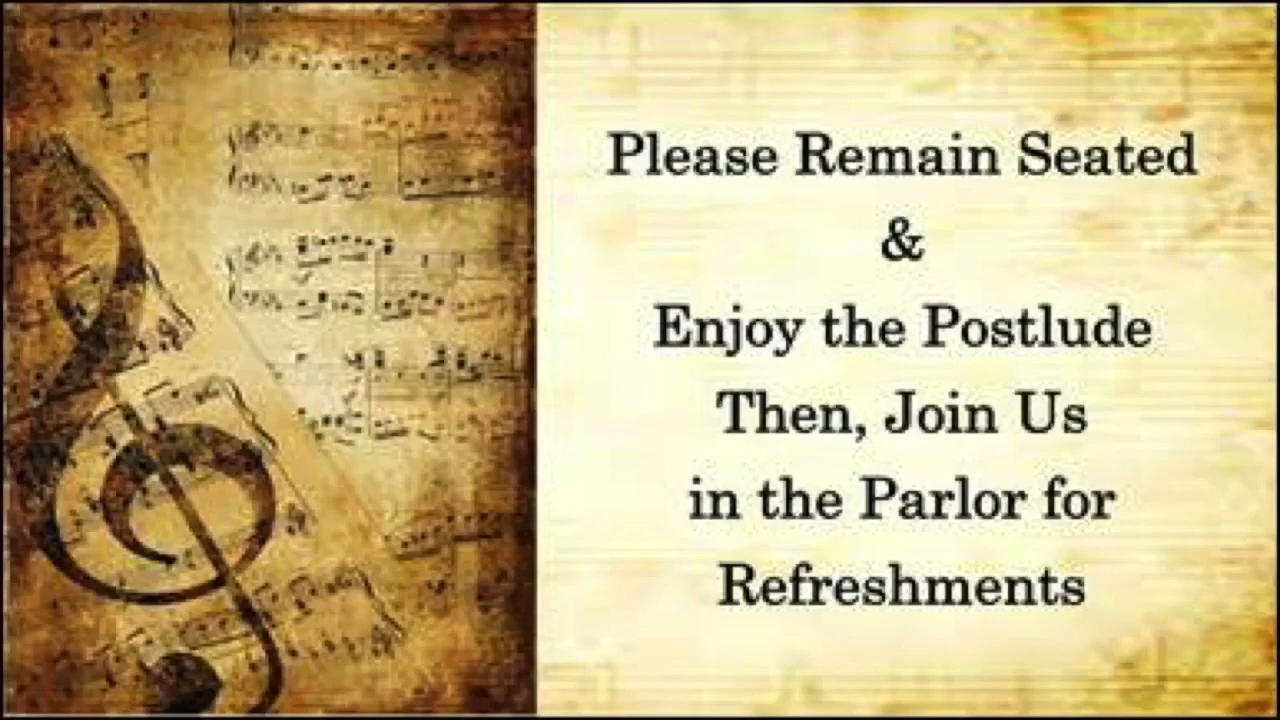 Please Remain Seated
&
Enjoy the Postlude
Then, Join Us
in the Parlor for
Refreshments